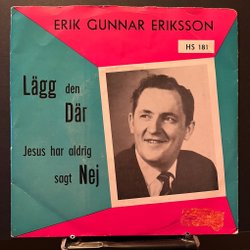 ERIK GUNNAR ERIKSSON
HS 181
Lägg den
Där
Jesus har aldrig
sagt Nej